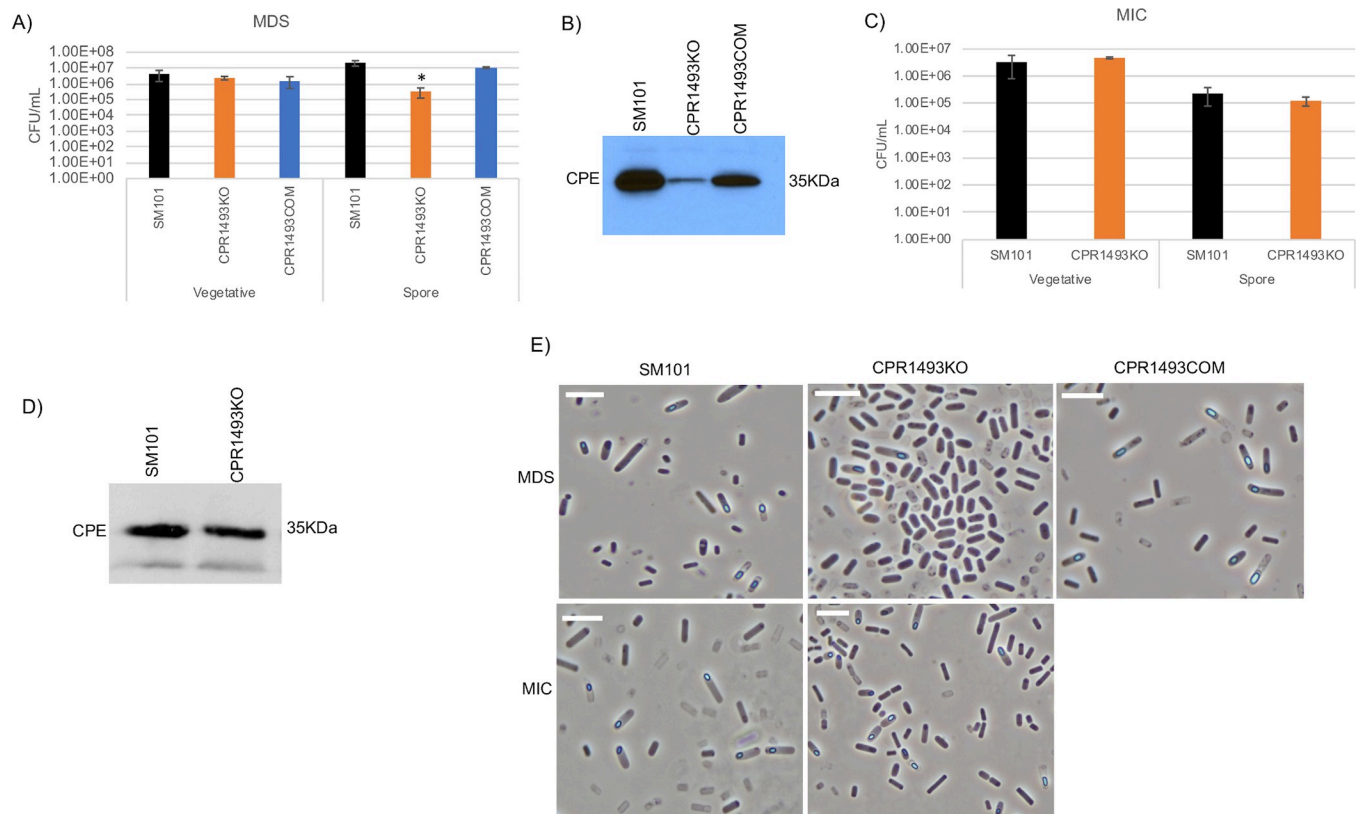 A)
MDS
CFU/mL
1.00E+08
1.00E+07
1.00E+06
1.00E+05
1.00E+04
1.00E+03
1.00E+02
1.00E+01
1.00E+00
*
SM101
CPR1493KO
CPR1493COM
SM101
CPR1493KO
CPR1493COM
Vegetative
Spore
B)
SM101
CPR1493KO
CPR1493COM
CPE
35KDa
C)
MIC
CFU/mL
1.00E+07
1.00E+06
1.00E+05
1.00E+04
1.00E+03
1.00E+02
1.00E+01
1.00E+00
SM101
CPR1493KO
SM101
CPR1493KO
Vegetative
Spore
D)
SM101
CPR1493KO
CPE
35KDa
E)
SM101
CPR1493KO
CPR1493COM
MDS
MIC